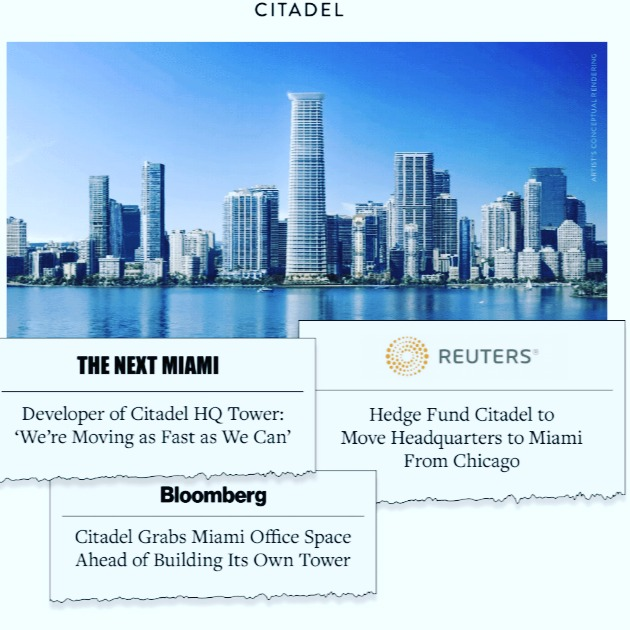 CITADEL
ARTIST'S CONCEPTUAL RENDERING
THE NEXT MIAMI
Developer of Citadel HQ Tower:
‘We’re Moving as Fast as We Can’
REUTERS®
Hedge Fund Citadel to
Move Headquarters to Miami
From Chicago
Bloomberg
Citadel Grabs Miami Office Space
Ahead of Building Its Own Tower